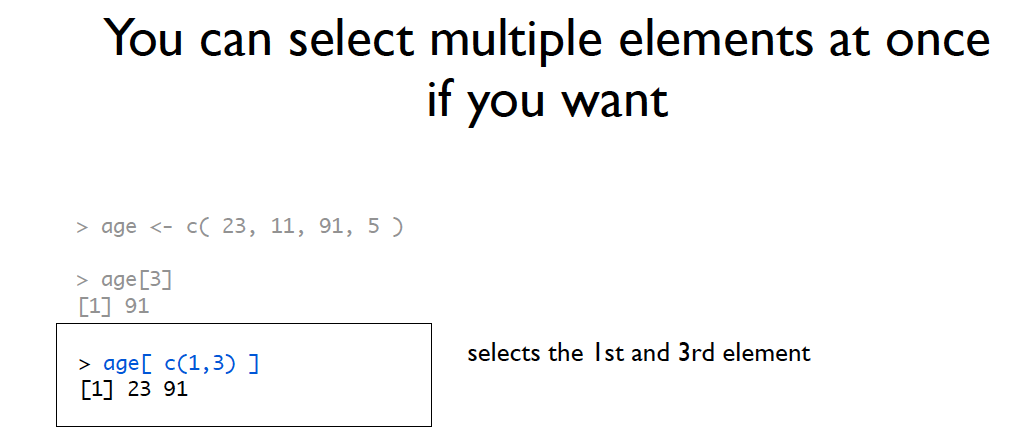 You can select multiple elements at once
if you want
> age <- c( 23, 11, 91, 5 )
> age[3]
[1] 91
> age[ c(1,3) ]
[1] 23 91
selects the 1st and 3rd element